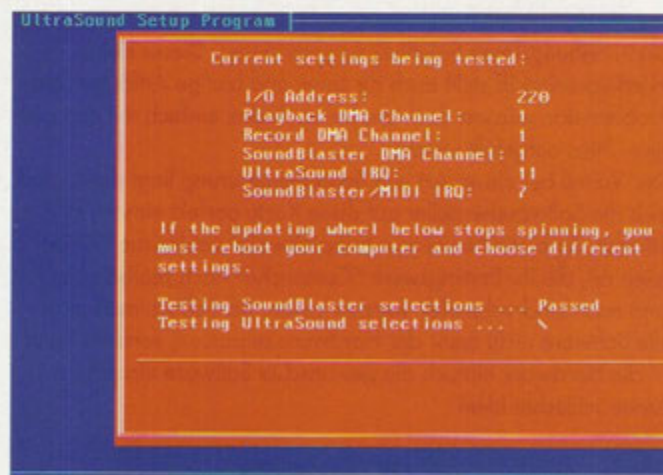 UltraSound Setup Program
Current settings being tested:
I/O Address: 220
Playback DMA Channel: 1
Record DMA Channel: 1
SoundBlaster DMA Channel: 1
UltraSound IRQ: 11
SoundBlaster/MIDI IRQ: 7
If the updating wheel below stops spinning, you
must reboot your computer and choose different
settings.
Testing SoundBlaster selections ... Passed
Testing UltraSound selections ... \